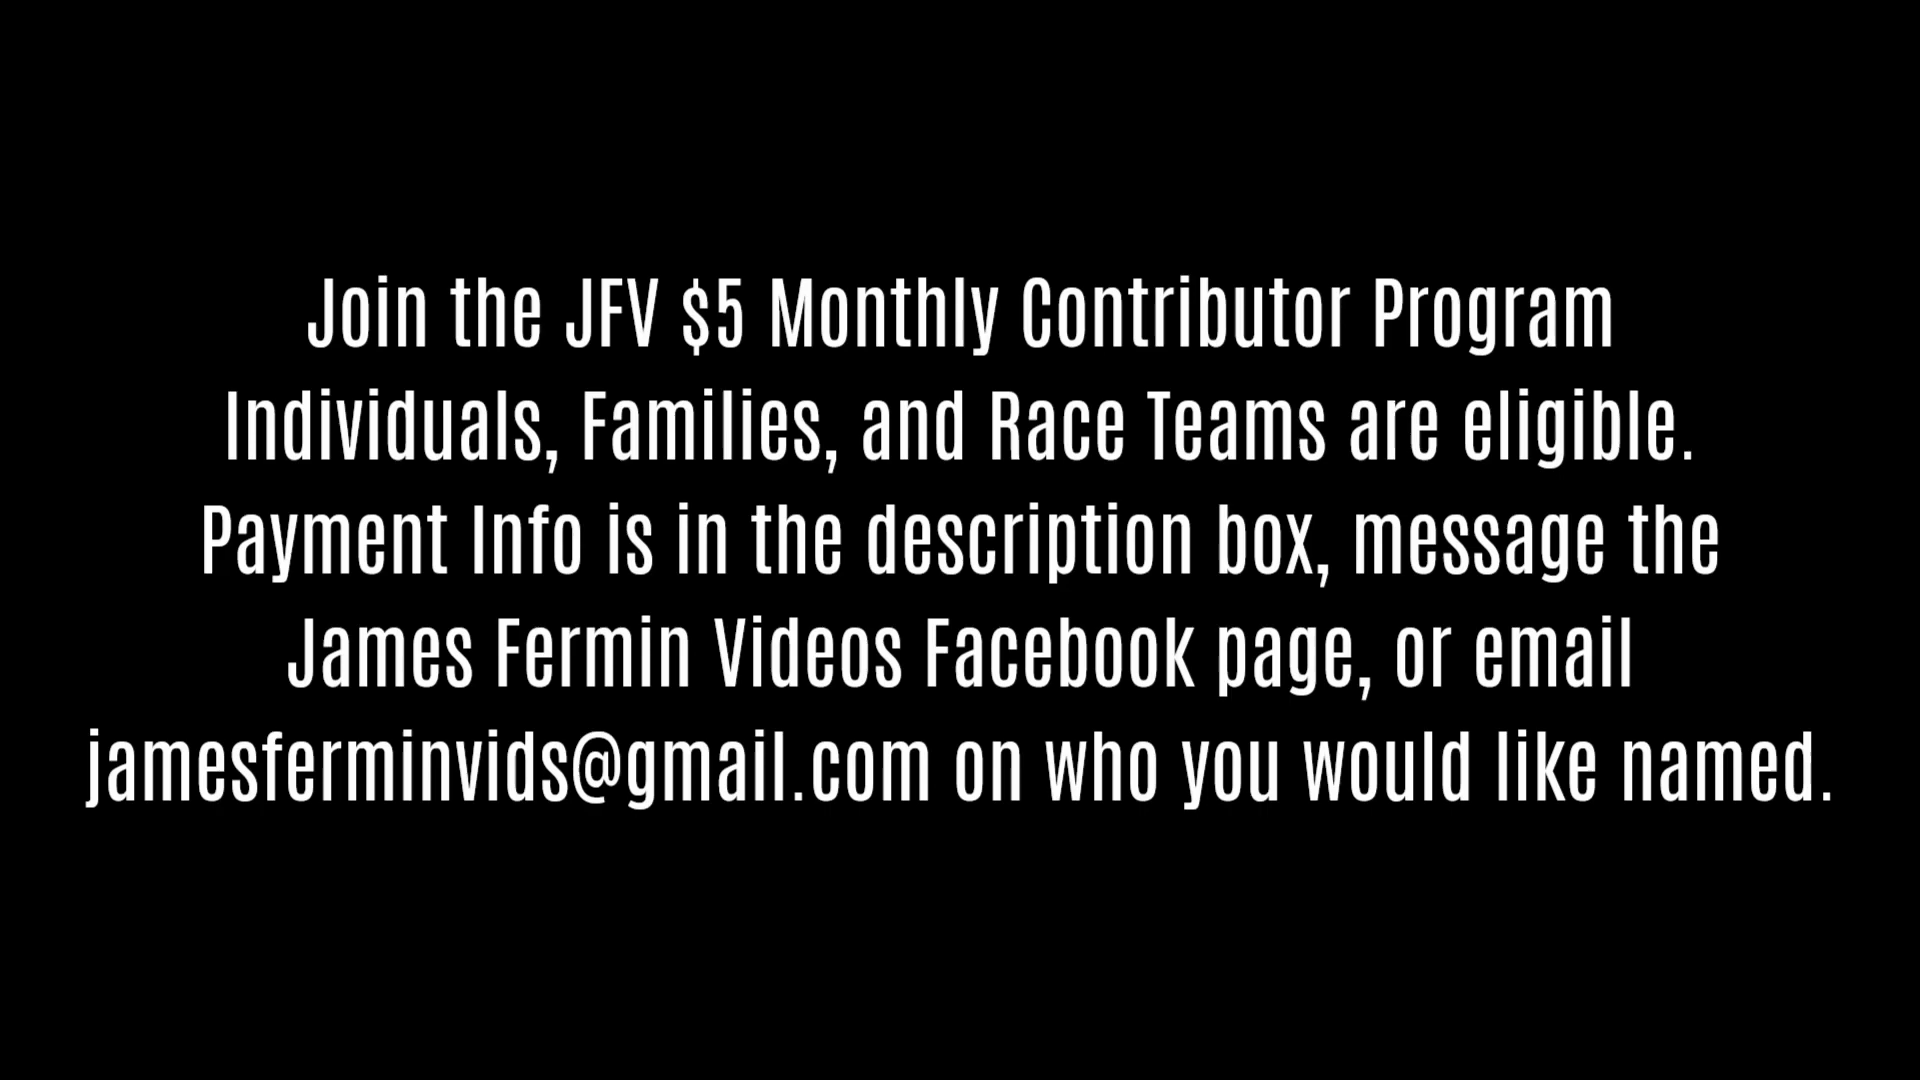 Join the JFV $5 Monthly Contributor Program
Individuals, Families, and Race Teams are eligible.
Payment Info is in the description box, message the
James Fermin Videos Facebook page, or email
jamesferminvids@gmail.com on who you would like named.